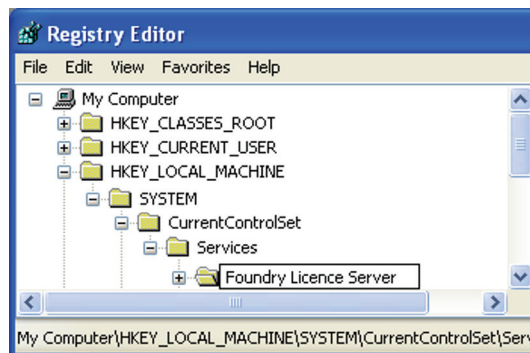 Registry Editor
File Edit View Favorites Help
My Computer
HKEY_CLASSES_ROOT
HKEY_CURRENT_USER
HKEY_LOCAL_MACHINE
SYSTEM
CurrentControlSet
Services
Foundry Licence Server
My Computer\HKEY_LOCAL_MACHINE\SYSTEM\CurrentControlSet\Ser